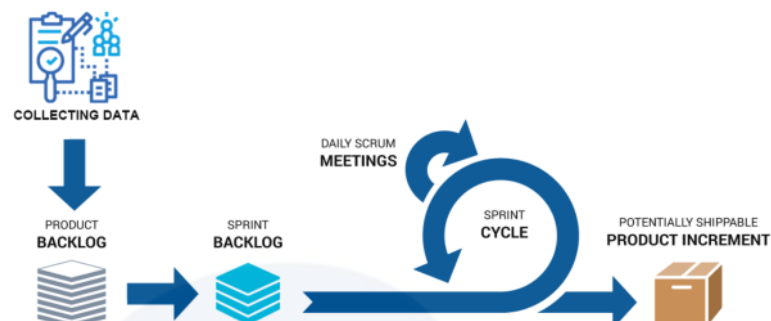 COLLECTING DATA
DAILY SCRUM
MEETINGS
PRODUCT
BACKLOG
SPRINT
BACKLOG
SPRINT
CYCLE
POTENTIALLY SHIPPABLE
PRODUCT INCREMENT